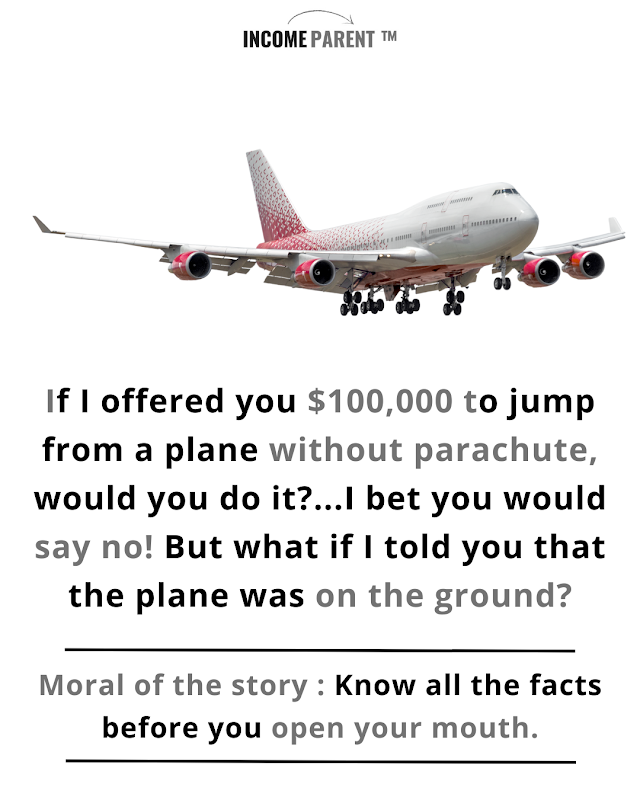 INCOME PARENT ™
If I offered you $100,000 to jump
from a plane without parachute,
would you do it?...I bet you would
say no! But what if I told you that
the plane was on the ground?
Moral of the story : Know all the facts
before you open your mouth.